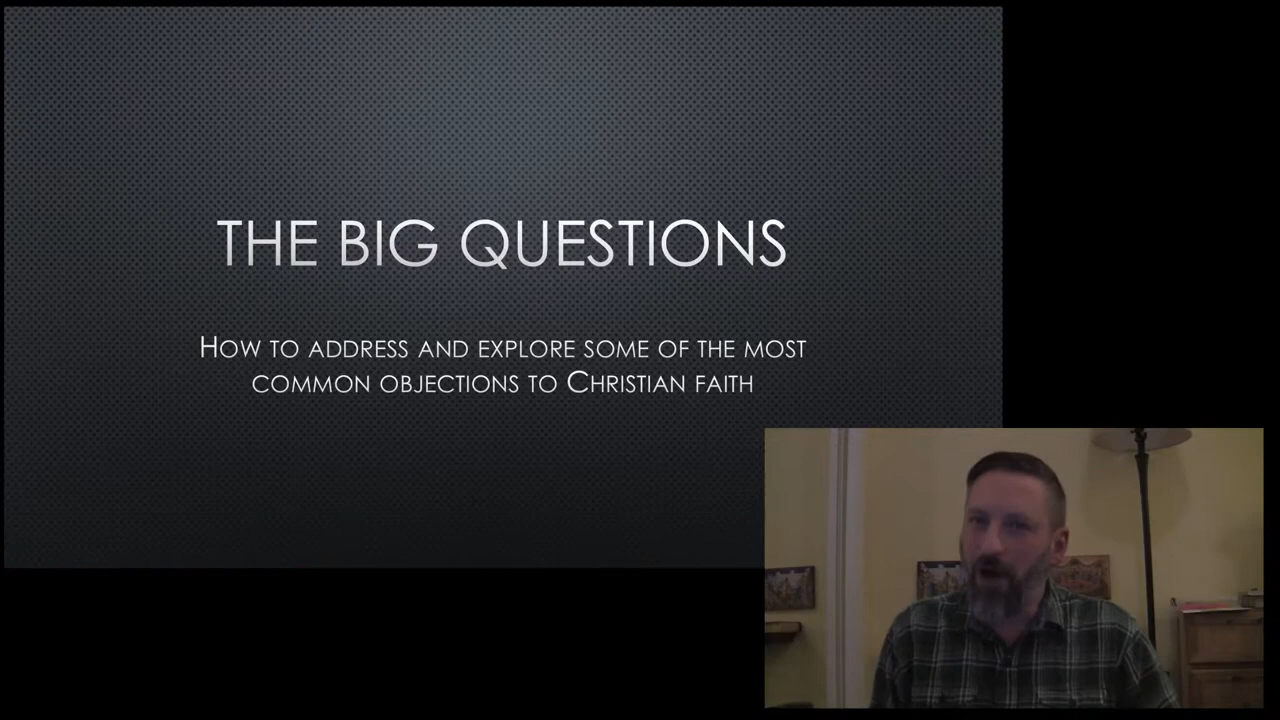 THE BIG QUESTIONS
HOW TO ADDRESS AND EXPLORE SOME OF THE MOST
COMMON OBJECTIONS TO CHRISTIAN FAITH